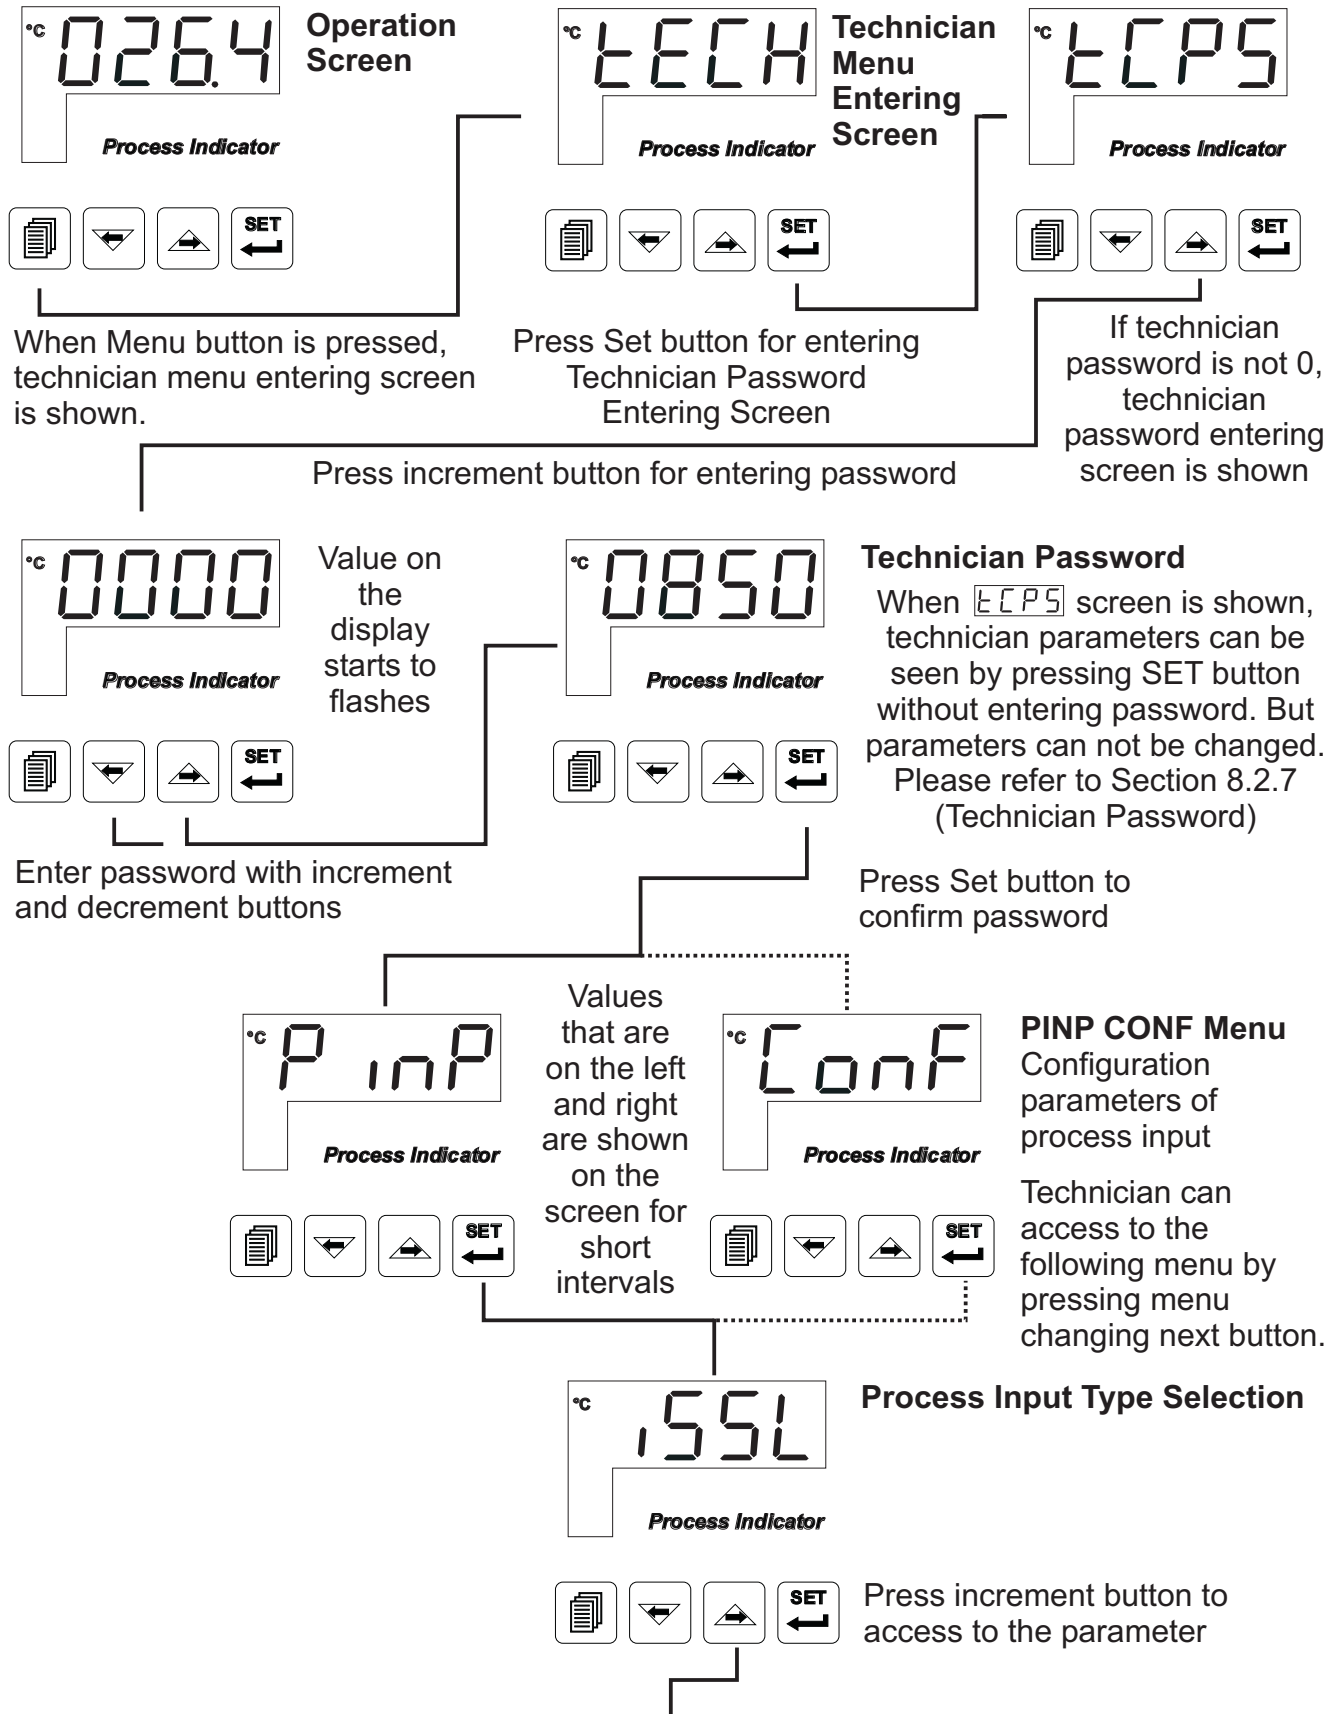 °C 026.4
Operation
Screen
Process Indicator
SET
When Menu button is pressed,
technician menu entering screen
is shown.
°C tECH
Technician
Menu
Entering
Screen
Process Indicator
SET
Press Set button for entering
Technician Password
Entering Screen
°C tCPS
Process Indicator
SET
If technician
password is not 0,
technician
password entering
screen is shown
Press increment button for entering password
°C 0000
Process Indicator
SET
Value on
the
display
starts to
flashes
Enter password with increment
and decrement buttons
°C 0850
Process Indicator
SET
Technician Password
When tCPS screen is shown,
technician parameters can be
seen by pressing SET button
without entering password. But
parameters can not be changed.
Please refer to Section 8.2.7
(Technician Password)
Press Set button to
confirm password
°C PinP
Process Indicator
SET
Values
that are
on the left
and right
are shown
on the
screen for
short
intervals
°C ConF
Process Indicator
SET
PINP CONF Menu
Configuration
parameters of
process input
Technician can
access to the
following menu by
pressing menu
changing next button.
°C iSSL
Process Indicator
SET
Process Input Type Selection
Press increment button to
access to the parameter